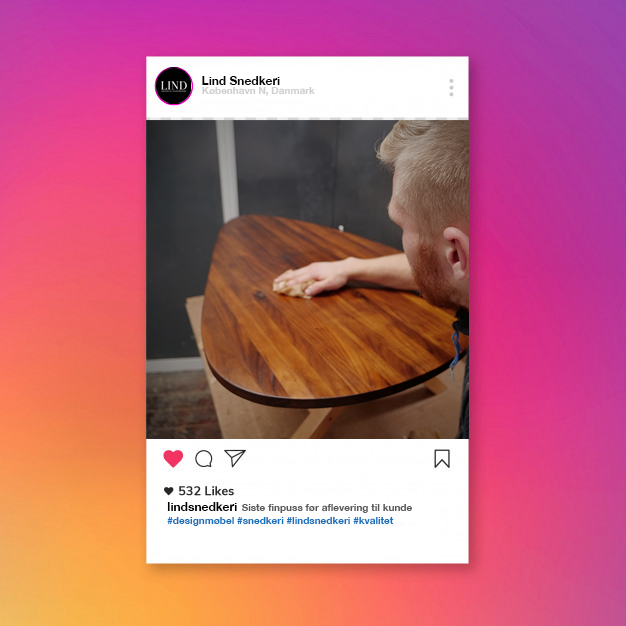 LIND
Lind Snedkeri
København N, Danmark
532 Likes
lindsnedkeri Siste finpuss før aflevering til kunde
#designmøbel #snedkeri #lindsnedkeri #kvalitet